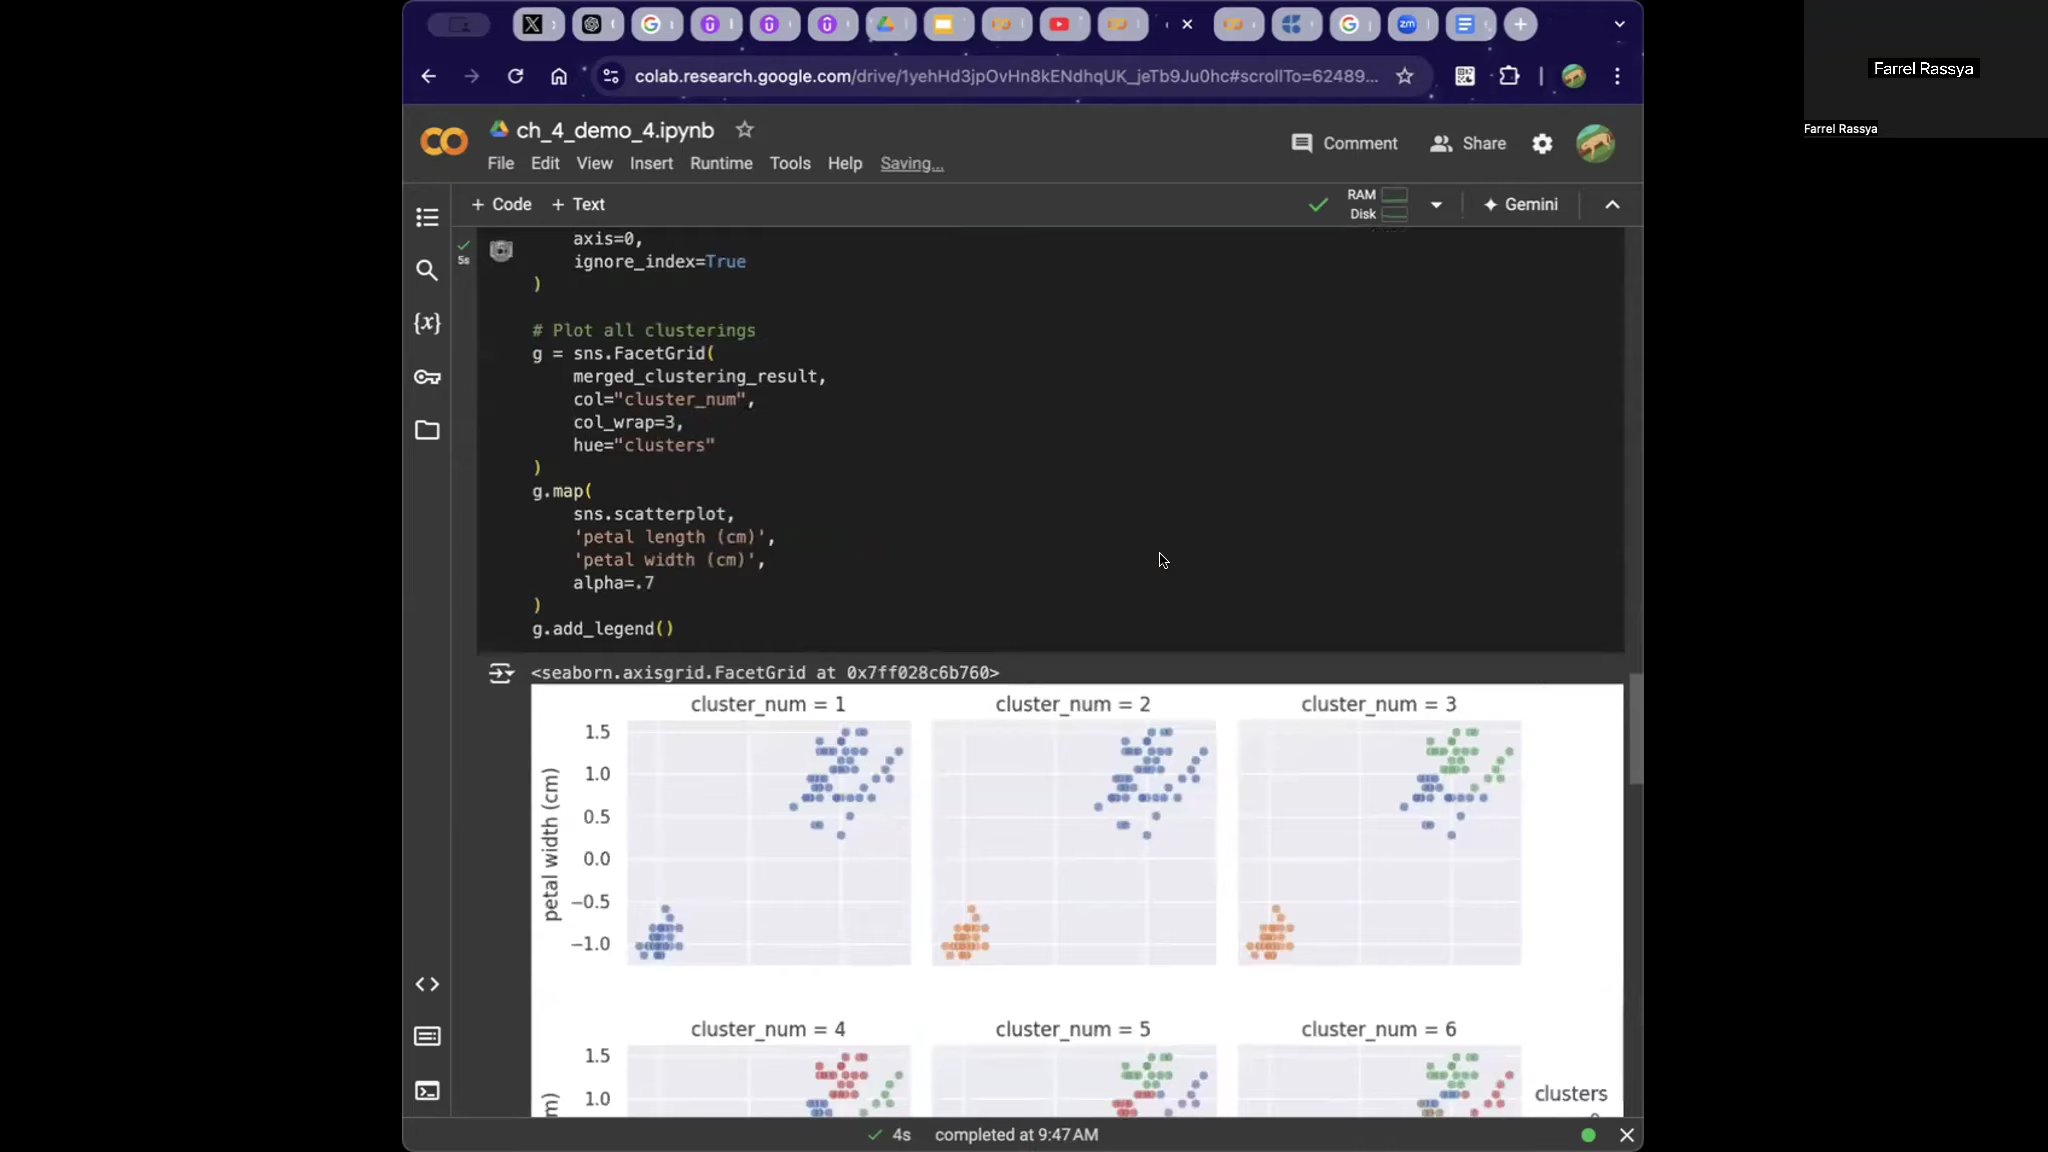 zm
colab.research.google.com/drive/1yehHd3jpOvHn8kENdhqUK_jeTb9Ju0hc#scrollTo=62489...
Farrel Rassya
Farrel Rassya
ch_4_demo_4.ipynb
Comment
Share
File Edit View Insert Runtime Tools Help Saving...
+ Code + Text
RAM
Disk
Gemini
5s
axis=0,
ignore_index=True
)
# Plot all clusterings
g = sns.FacetGrid(
merged_clustering_result,
col="cluster_num",
col_wrap=3,
hue="clusters"
)
g.map(
sns.scatterplot,
'petal length (cm)',
'petal width (cm)',
alpha=.7
)
g.add_legend()
<seaborn.axisgrid.FacetGrid at 0x7ff028c6b760>
cluster_num = 1
cluster_num = 2
cluster_num = 3
petal width (cm)
1.5
1.0
0.5
0.0
−0.5
−1.0
cluster_num = 4
cluster_num = 5
cluster_num = 6
1.5
1.0
m)
clusters
4s completed at 9:47 AM